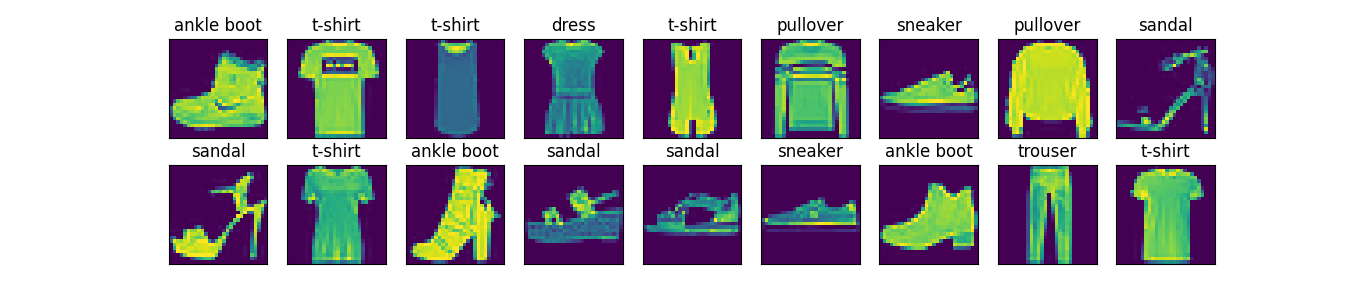 ankle boot t-shirt t-shirt dress t-shirt pullover sneaker pullover sandal
sandal t-shirt ankle boot sandal sandal sneaker ankle boot trouser t-shirt